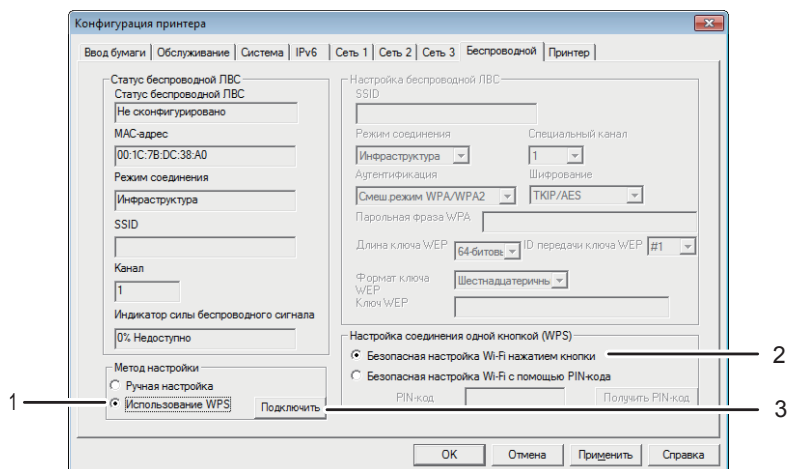 Конфигурация принтера
Ввод бумаги Обслуживание Система IPv6 Сеть 1 Сеть 2 Сеть 3 Беспроводной Принтер
Статус беспроводной ЛВС
Статус беспроводной ЛВС
Не сконфигурировано
MAC-адрес
00:1C:7B:DC:38:A0
Режим соединения
Инфраструктура
SSID
Канал
1
Индикатор силы беспроводного сигнала
0% Недоступно
Метод настройки
Ручная настройка
1
Использование WPS
Подключить
3
Настройка беспроводной ЛВС
SSID
Режим соединения Специальный канал
Инфраструктура 1
Аутентификация Шифрование
Смеш.режим WPA/WPA2 TKIP/AES
Парольная фраза WPA
Длина ключа WEP 64-битовь ID передачи ключа WEP #1
Формат ключа WEP Шестнадцатеричнь
Ключ WEP
Настройка соединения одной кнопкой (WPS)
Безопасная настройка Wi-Fi нажатием кнопки
2
Безопасная настройка Wi-Fi с помощью PIN-кода
PIN-код Получить PIN-код
OK Отмена Применить Справка